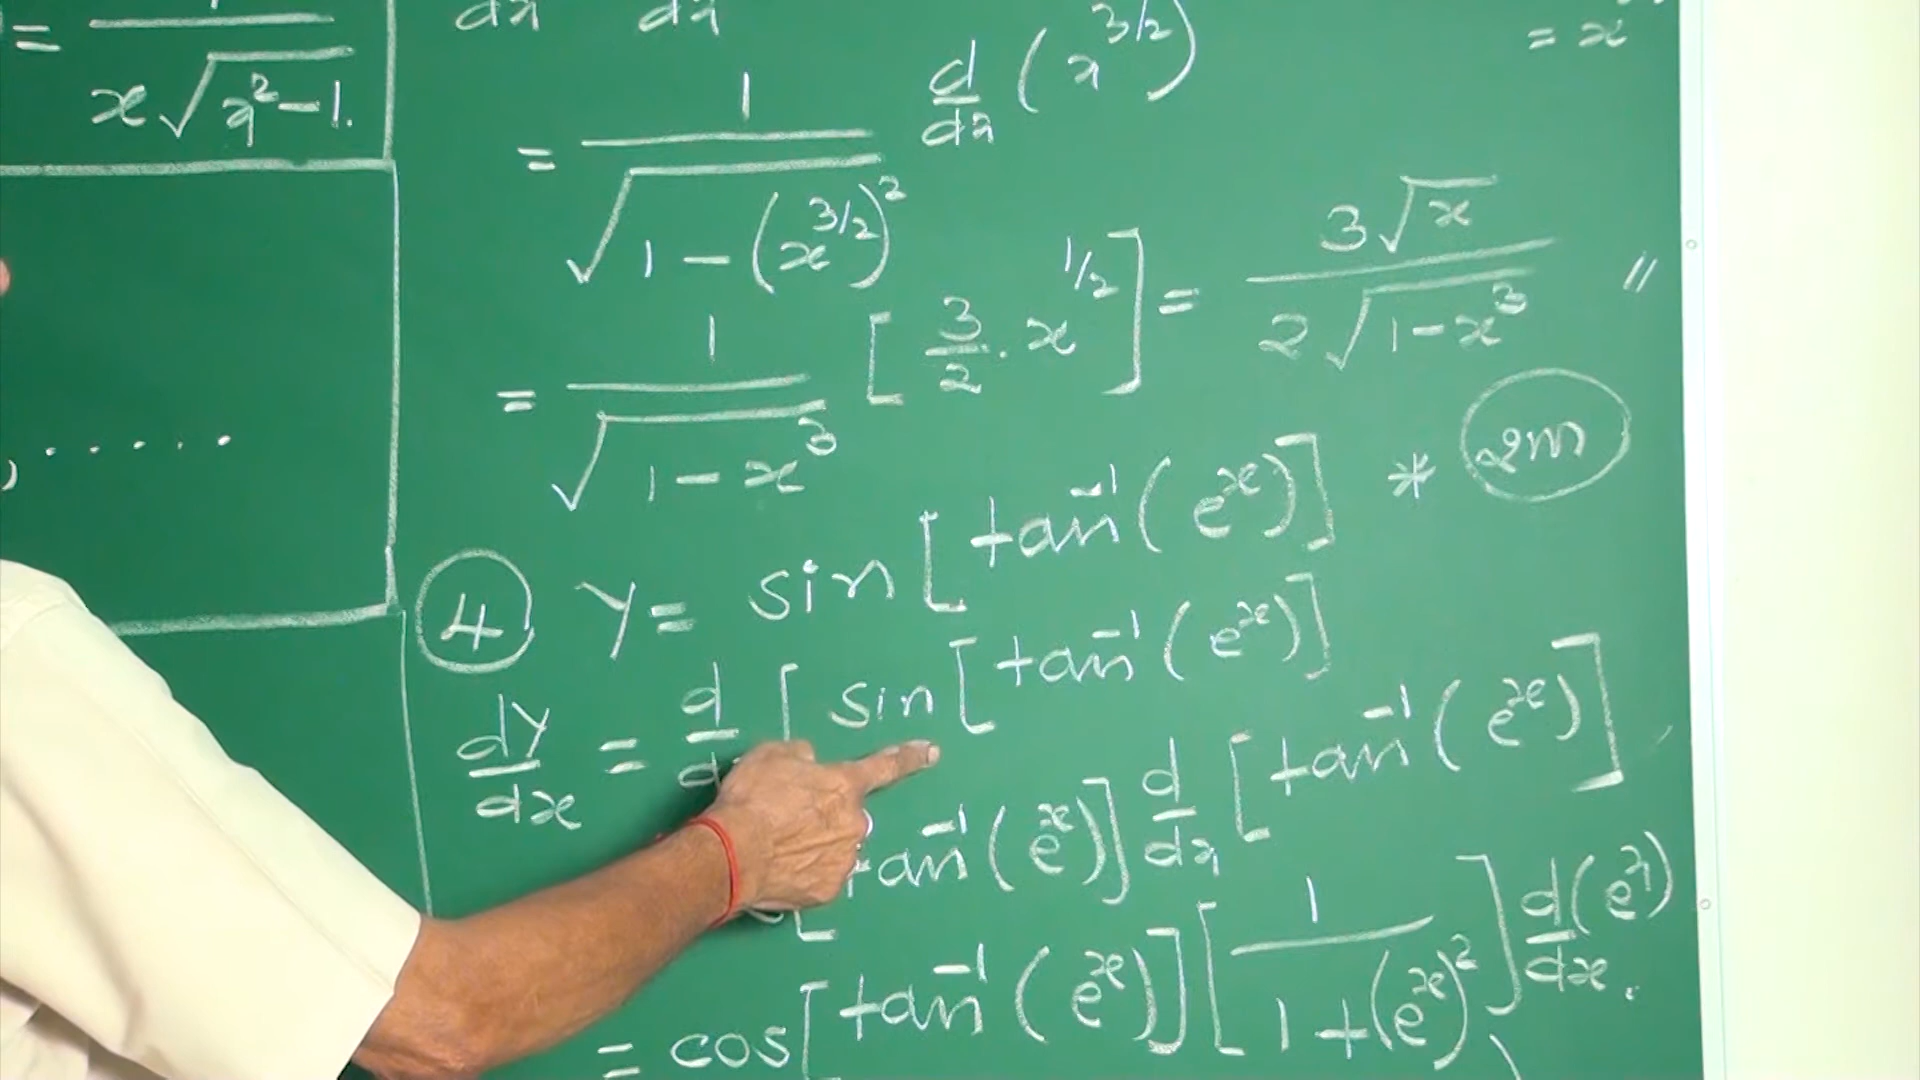 = 1 / x√(x²-1.
dx dx
= x
= 1 / √(1-(x^3/2)²) d/dx (x^3/2)
= 1 / √(1-x³) [3/2 . x^1/2] = 3√x / 2√(1-x³) "
④ y = sin [tan⁻¹(eˣ)] * (2m)
dy/dx = d/d [sin [tan⁻¹(eˣ)]
tan⁻¹(eˣ)] d/dx [tan⁻¹(eˣ)]
= cos[tan⁻¹(eˣ)] [1 / 1+(eˣ)²] d/dx (eˣ) .